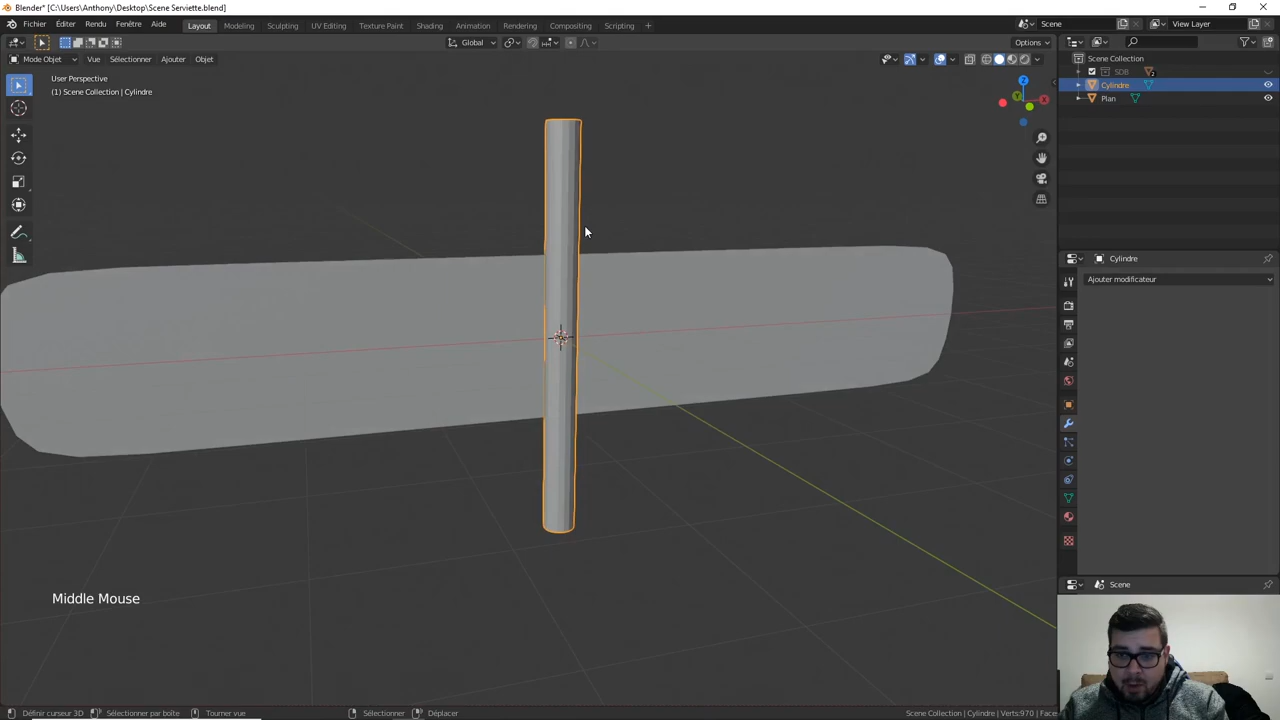 Blender* [C:\Users\Anthony\Desktop\Scene Serviette.blend]
Fichier Éditer Rendu Fenêtre Aide Layout Modeling Sculpting UV Editing Texture Paint Shading Animation Rendering Compositing Scripting + Scene View Layer
Global Options
Mode Objet Vue Sélectionner Ajouter Objet
User Perspective
(1) Scene Collection | Cylindre
Scene Collection
SDB 2
Cylindre
Plan
Z
Y
X
Cylindre
Ajouter modificateur
Scene
Middle Mouse
Définir curseur 3D Sélectionner par boîte Tourner vue Sélectionner Déplacer Scene Collection | Cylindre | Verts:970 | Face